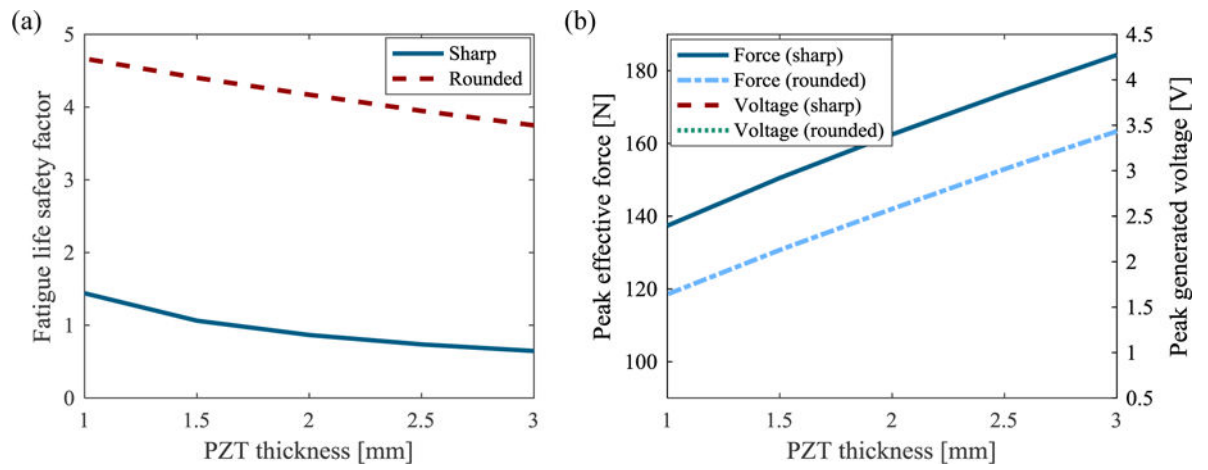 (a)
5
4
3
2
1
0
Fatigue life safety factor
Sharp
Rounded
1
1.5
2
2.5
3
PZT thickness [mm]
(b)
180
160
140
120
100
Peak effective force [N]
Force (sharp)
Force (rounded)
Voltage (sharp)
Voltage (rounded)
4.5
4
3.5
3
2.5
2
1.5
1
0.5
Peak generated voltage [V]
1
1.5
2
2.5
3
PZT thickness [mm]